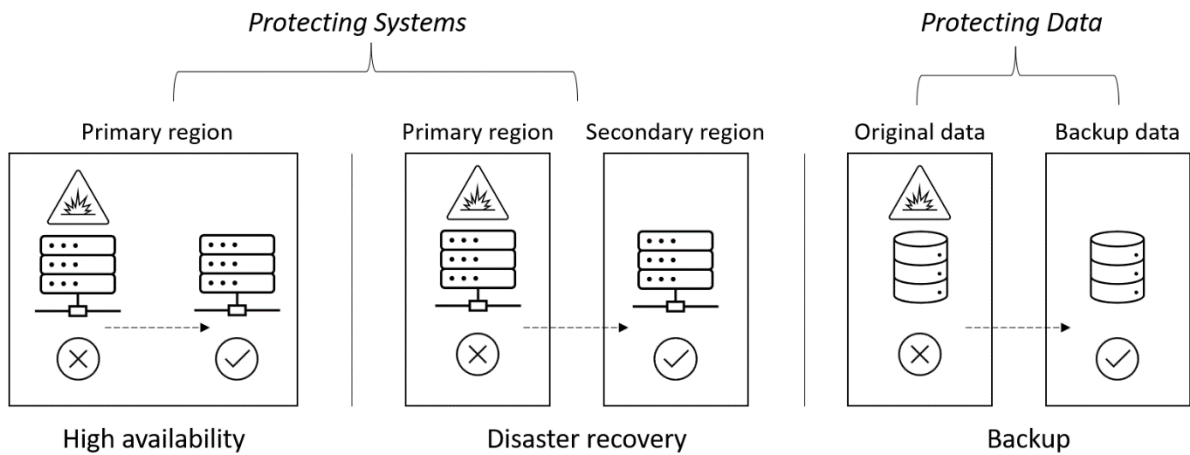 Protecting Systems
Protecting Data
Primary region
Primary region
Secondary region
Original data
Backup data
High availability
Disaster recovery
Backup